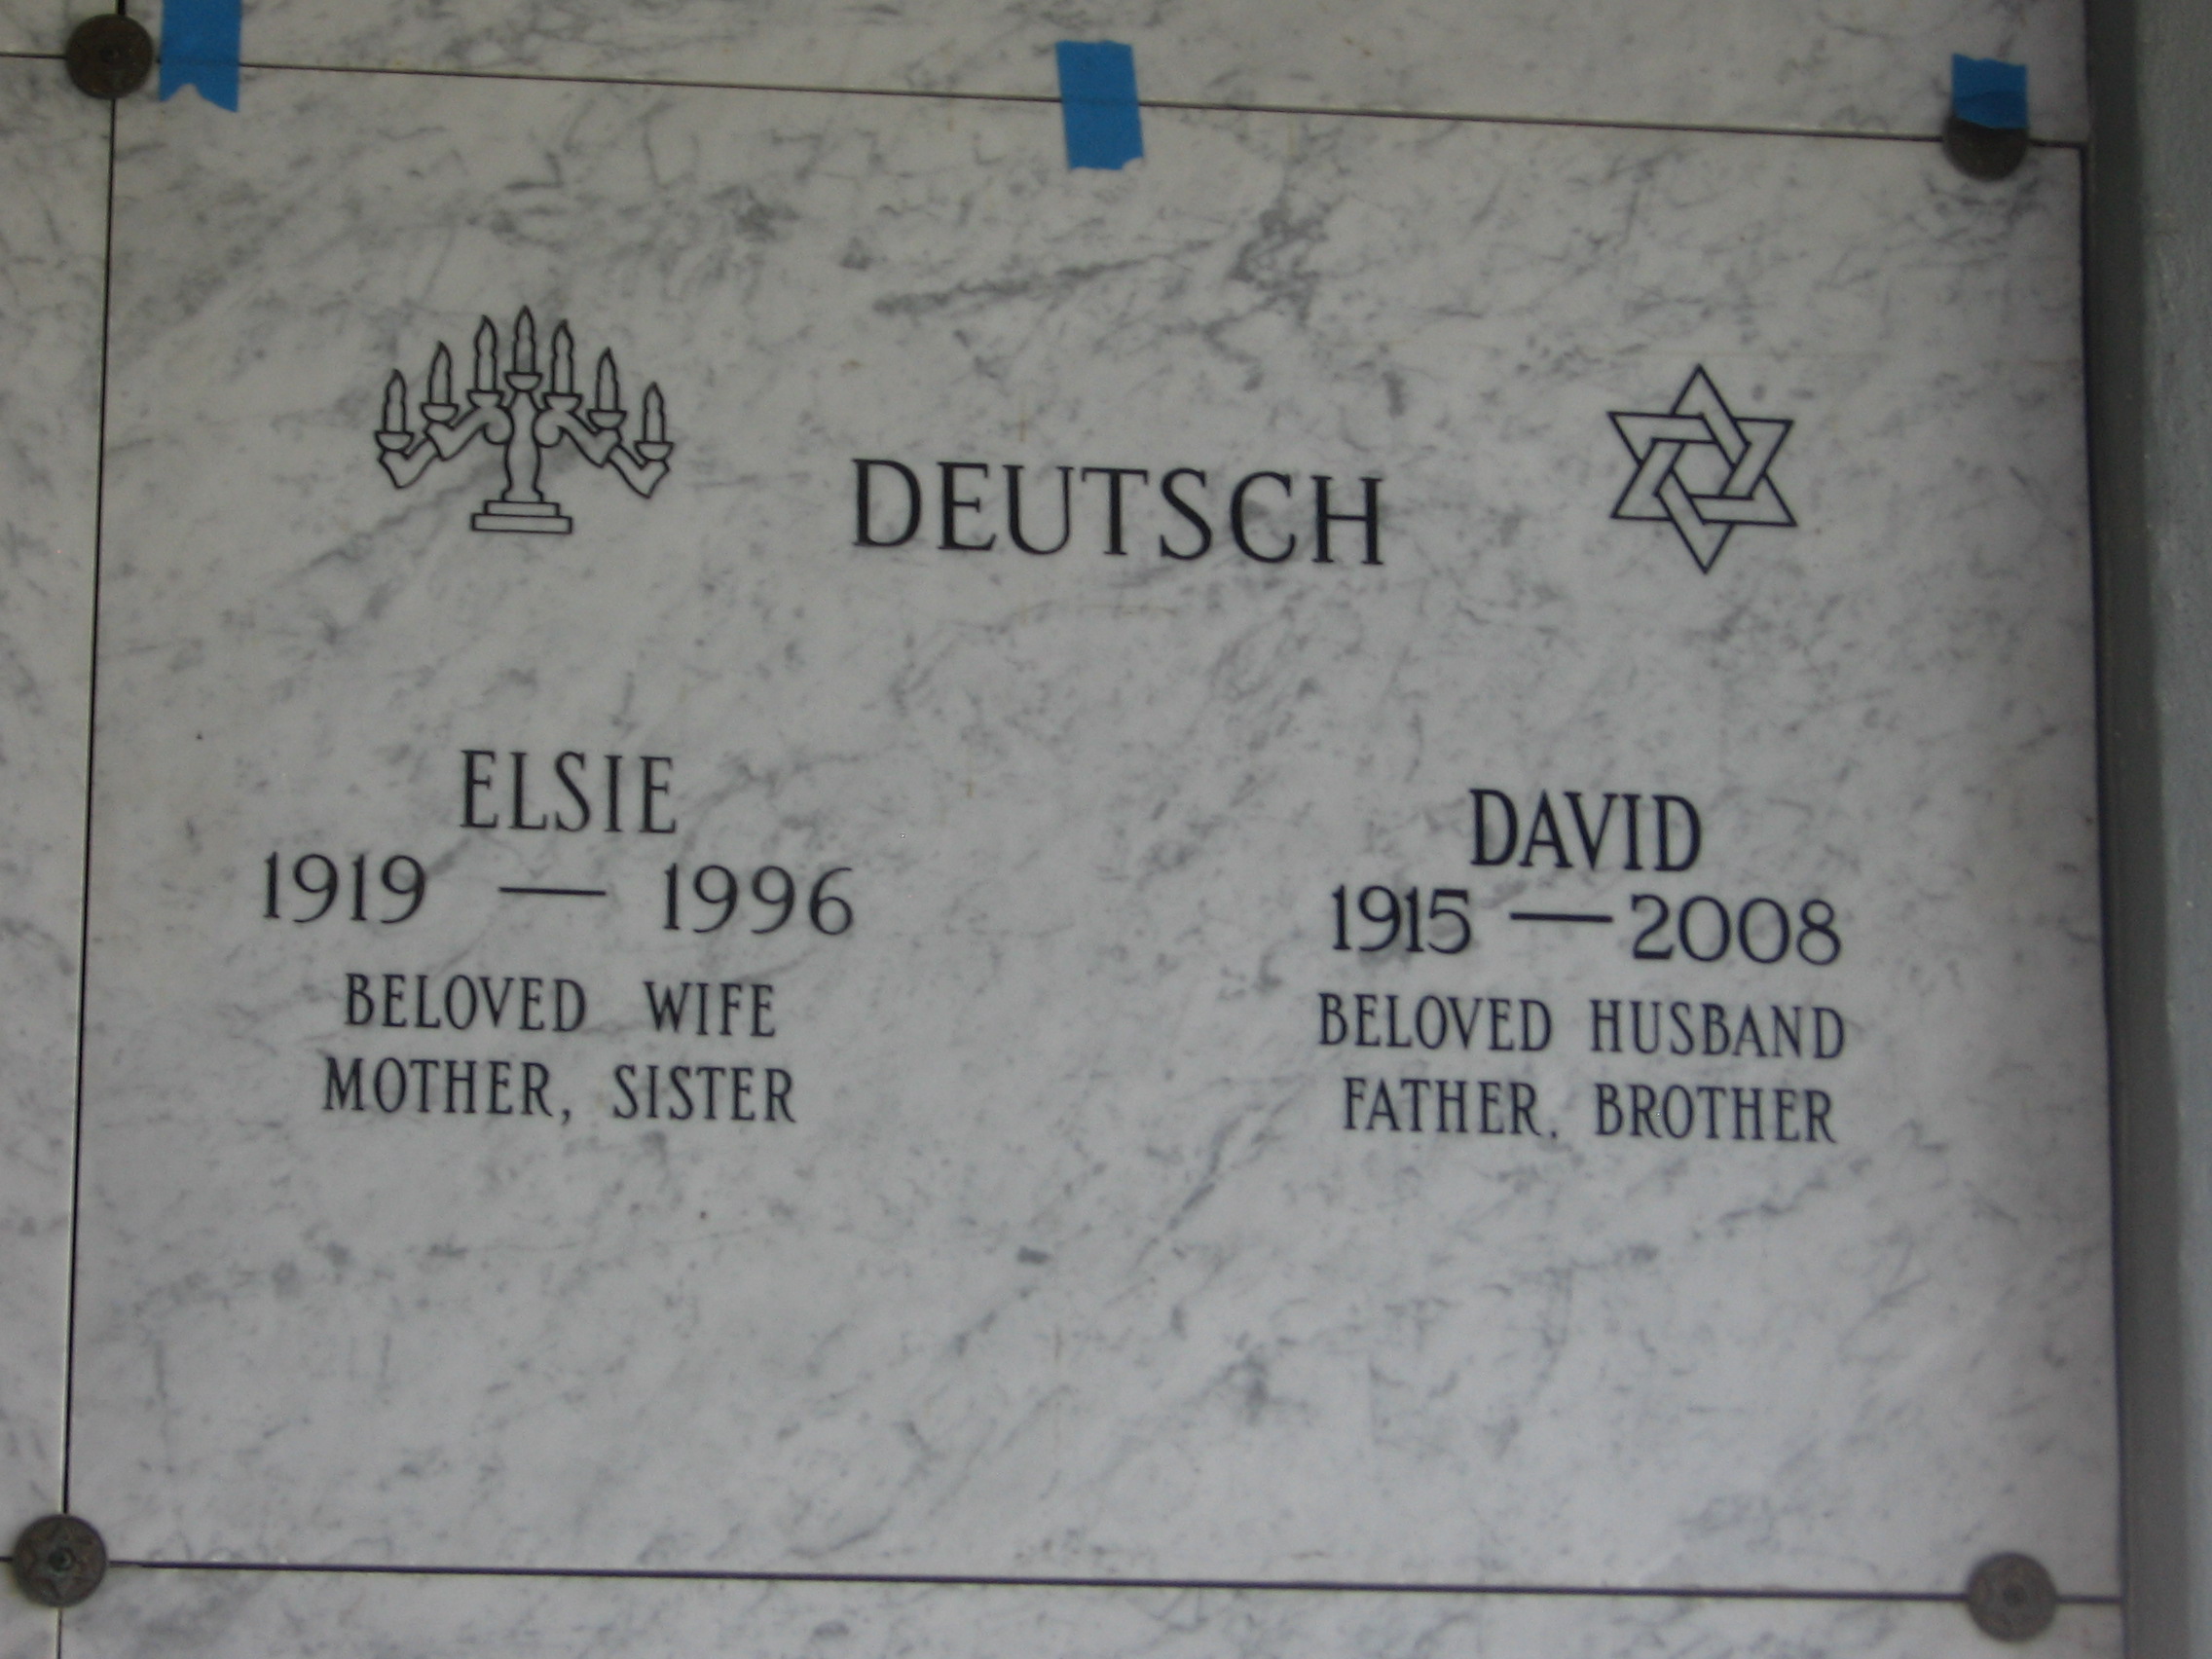 DEUTSCH
ELSIE
1919 — 1996
BELOVED WIFE
MOTHER, SISTER
DAVID
1915 — 2008
BELOVED HUSBAND
FATHER, BROTHER